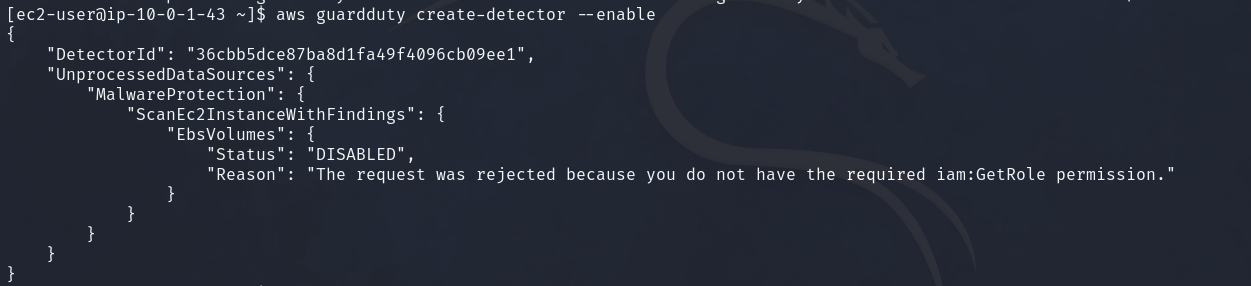 [ec2-user@ip-10-0-1-43 ~]$ aws guardduty create-detector --enable
{
    "DetectorId": "36cbb5dce87ba8d1fa49f4096cb09ee1",
    "UnprocessedDataSources": {
        "MalwareProtection": {
            "ScanEc2InstanceWithFindings": {
                "EbsVolumes": {
                    "Status": "DISABLED",
                    "Reason": "The request was rejected because you do not have the required iam:GetRole permission."
                }
            }
        }
    }
}